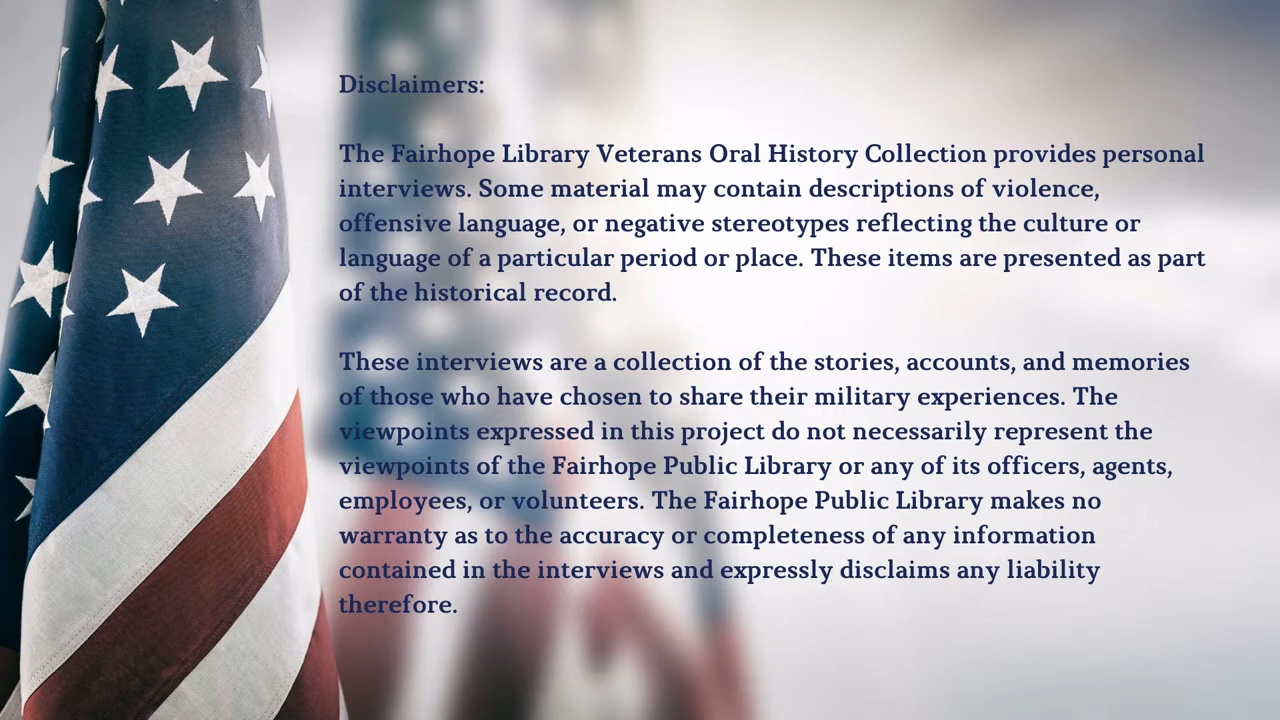 Disclaimers:
The Fairhope Library Veterans Oral History Collection provides personal
interviews. Some material may contain descriptions of violence,
offensive language, or negative stereotypes reflecting the culture or
language of a particular period or place. These items are presented as part
of the historical record.
These interviews are a collection of the stories, accounts, and memories
of those who have chosen to share their military experiences. The
viewpoints expressed in this project do not necessarily represent the
viewpoints of the Fairhope Public Library or any of its officers, agents,
employees, or volunteers. The Fairhope Public Library makes no
warranty as to the accuracy or completeness of any information
contained in the interviews and expressly disclaims any liability
therefore.